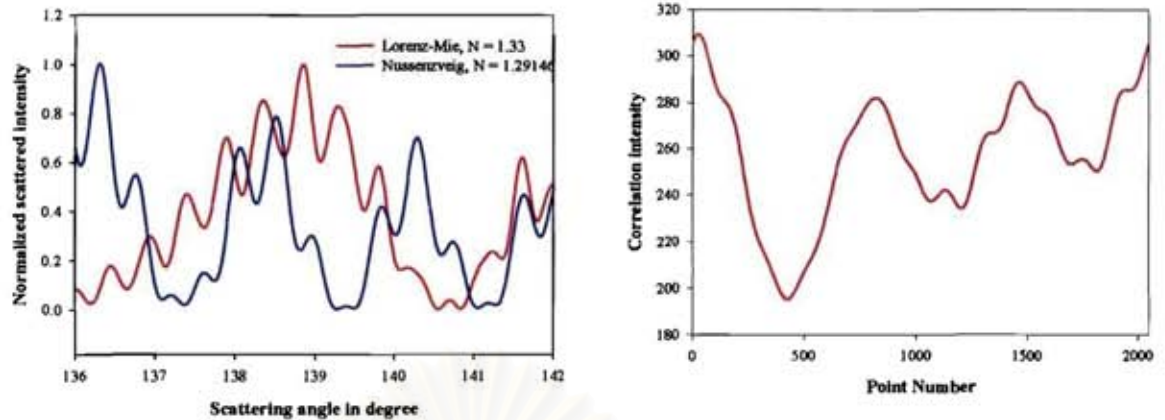 1.2
1.0
0.8
0.6
0.4
0.2
0.0
Normalized scattered intensity
Lorenz-Mie, N = 1.33
Nussenzveig, N = 1.29146
136 137 138 139 140 141 142
Scattering angle in degree
320
300
280
260
240
220
200
180
Correlation intensity
0 500 1000 1500 2000
Point Number